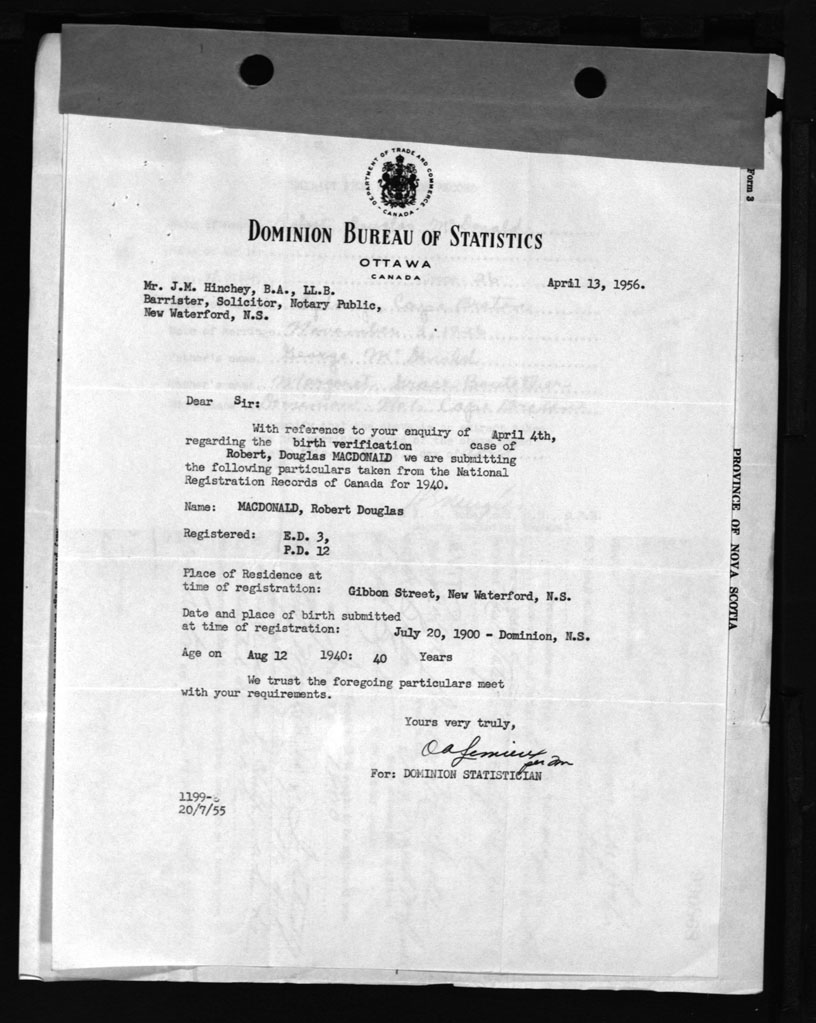 DEPARTMENT OF TRADE AND COMMERCE
- CANADA -
DOMINION BUREAU OF STATISTICS
OTTAWA
CANADA
April 13, 1956.
Mr. J.M. Hinchey, B.A., LL.B.
Barrister, Solicitor, Notary Public,
New Waterford, N.S.
Dear Sir:
With reference to your enquiry of April 4th,
regarding the birth verification case of
Robert, Douglas MACDONALD we are submitting
the following particulars taken from the National
Registration Records of Canada for 1940.
Name: MACDONALD, Robert Douglas
Registered: E.D. 3,
P.D. 12
Place of Residence at
time of registration: Gibbon Street, New Waterford, N.S.
Date and place of birth submitted
at time of registration: July 20, 1900 - Dominion, N.S.
Age on Aug 12 1940: 40 Years
We trust the foregoing particulars meet
with your requirements.
Yours very truly,
For: DOMINION STATISTICIAN
20/7/55
Form 3
PROVINCE OF NOVA SCOTIA